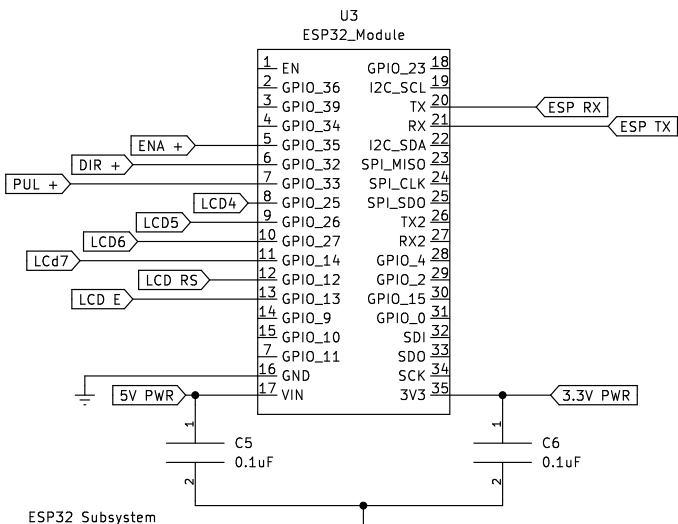 U3
ESP32_Module
1 EN GPIO_23 18
2 GPIO_36 I2C_SCL 19
3 GPIO_39 TX 20 ESP RX
4 GPIO_34 RX 21 ESP TX
ENA + 5 GPIO_35 I2C_SDA 22
DIR + 6 GPIO_32 SPI_MISO 23
PUL + 7 GPIO_33 SPI_CLK 24
LCD4 8 GPIO_25 SPI_SDO 25
LCD5 9 GPIO_26 TX2 26
LCD6 10 GPIO_27 RX2 27
LCd7 11 GPIO_14 GPIO_4 28
LCD RS 12 GPIO_12 GPIO_2 29
LCD E 13 GPIO_13 GPIO_15 30
14 GPIO_9 GPIO_0 31
15 GPIO_10 SDI 32
7 GPIO_11 SDO 33
16 GND SCK 34
5V PWR 17 VIN 3V3 35 3.3V PWR
1 1
C5 C6
0.1uF 0.1uF
2 2
ESP32 Subsystem